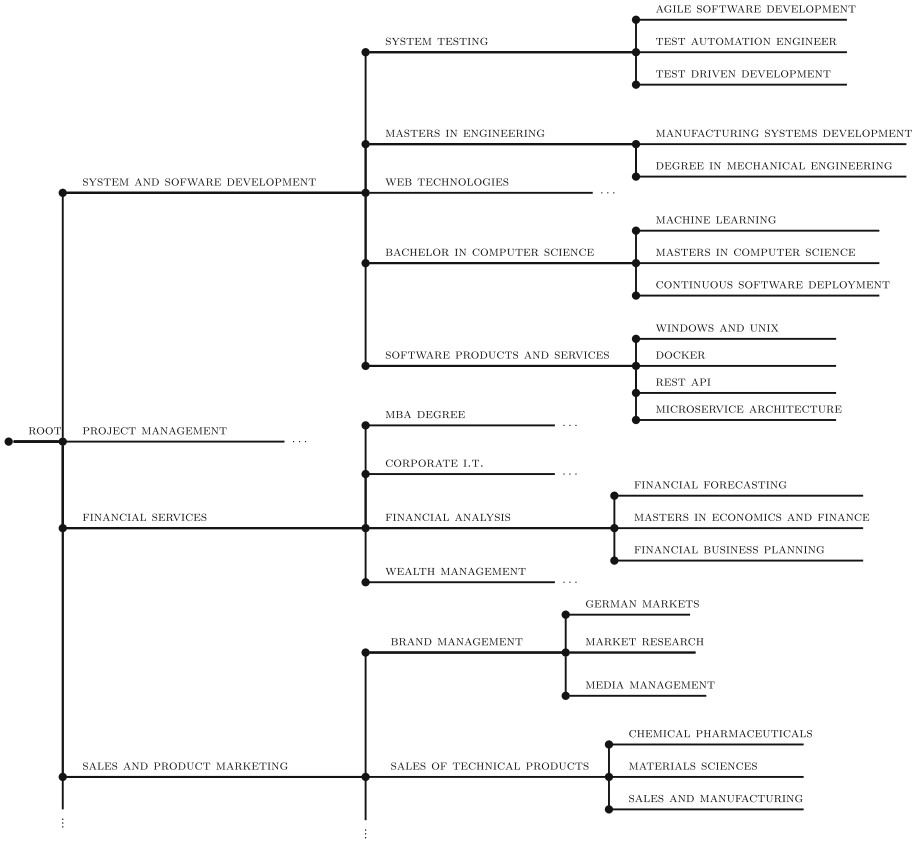 AGILE SOFTWARE DEVELOPMENT
SYSTEM TESTING
TEST AUTOMATION ENGINEER
TEST DRIVEN DEVELOPMENT
MASTERS IN ENGINEERING
MANUFACTURING SYSTEMS DEVELOPMENT
DEGREE IN MECHANICAL ENGINEERING
SYSTEM AND SOFWARE DEVELOPMENT
WEB TECHNOLOGIES
...
MACHINE LEARNING
BACHELOR IN COMPUTER SCIENCE
MASTERS IN COMPUTER SCIENCE
CONTINUOUS SOFTWARE DEPLOYMENT
WINDOWS AND UNIX
SOFTWARE PRODUCTS AND SERVICES
DOCKER
REST API
MICROSERVICE ARCHITECTURE
MBA DEGREE
...
ROOT
PROJECT MANAGEMENT
...
CORPORATE I.T.
...
FINANCIAL FORECASTING
FINANCIAL SERVICES
FINANCIAL ANALYSIS
MASTERS IN ECONOMICS AND FINANCE
FINANCIAL BUSINESS PLANNING
WEALTH MANAGEMENT
...
GERMAN MARKETS
BRAND MANAGEMENT
MARKET RESEARCH
MEDIA MANAGEMENT
CHEMICAL PHARMACEUTICALS
SALES AND PRODUCT MARKETING
SALES OF TECHNICAL PRODUCTS
MATERIALS SCIENCES
SALES AND MANUFACTURING
⋮
⋮